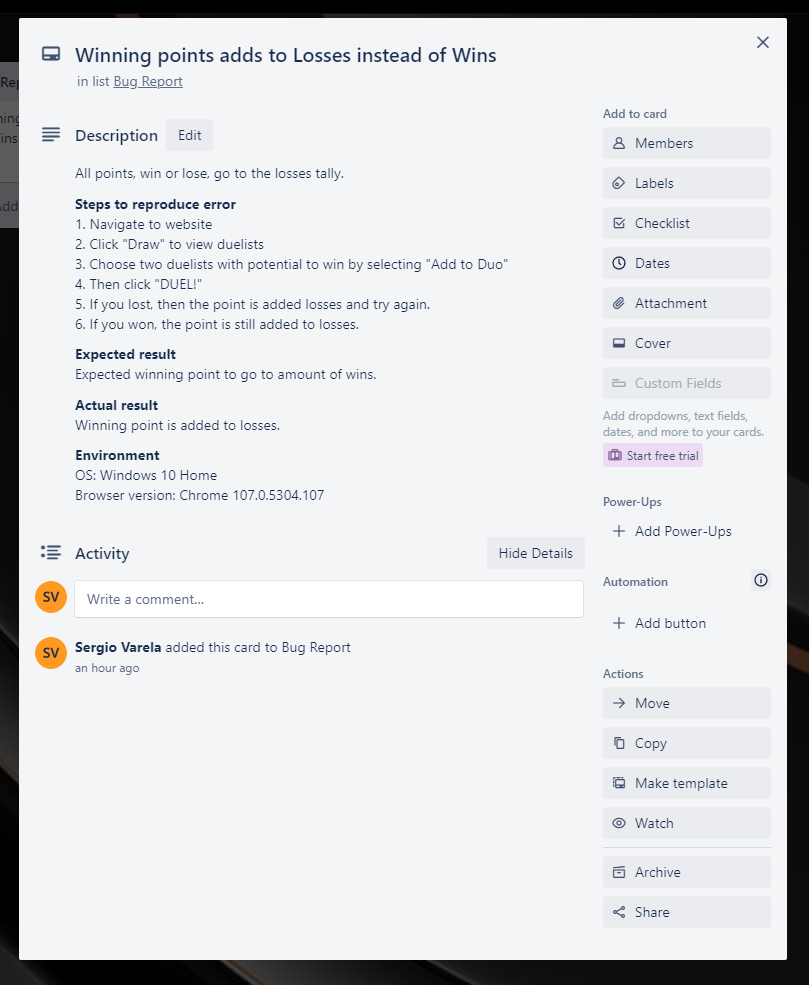 Winning points adds to Losses instead of Wins
in list Bug Report
Description
Edit
All points, win or lose, go to the losses tally.
Steps to reproduce error
1. Navigate to website
2. Click "Draw" to view duelists
3. Choose two duelists with potential to win by selecting "Add to Duo"
4. Then click "DUEL!"
5. If you lost, then the point is added losses and try again.
6. If you won, the point is still added to losses.
Expected result
Expected winning point to go to amount of wins.
Actual result
Winning point is added to losses.
Environment
OS: Windows 10 Home
Browser version: Chrome 107.0.5304.107
Activity
Hide Details
SV
Write a comment...
SV
Sergio Varela added this card to Bug Report
an hour ago
Add to card
Members
Labels
Checklist
Dates
Attachment
Cover
Custom Fields
Add dropdowns, text fields,
dates, and more to your cards.
Start free trial
Power-Ups
Add Power-Ups
Automation
Add button
Actions
Move
Copy
Make template
Watch
Archive
Share